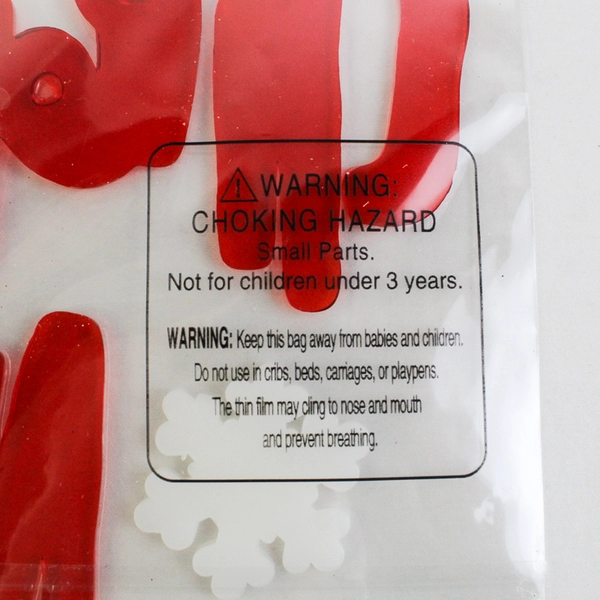 WARNING:
CHOKING HAZARD
Small Parts.
Not for children under 3 years.
WARNING: Keep this bag away from babies and children.
Do not use in cribs, beds, carriages, or playpens.
The thin film may cling to nose and mouth
and prevent breathing.